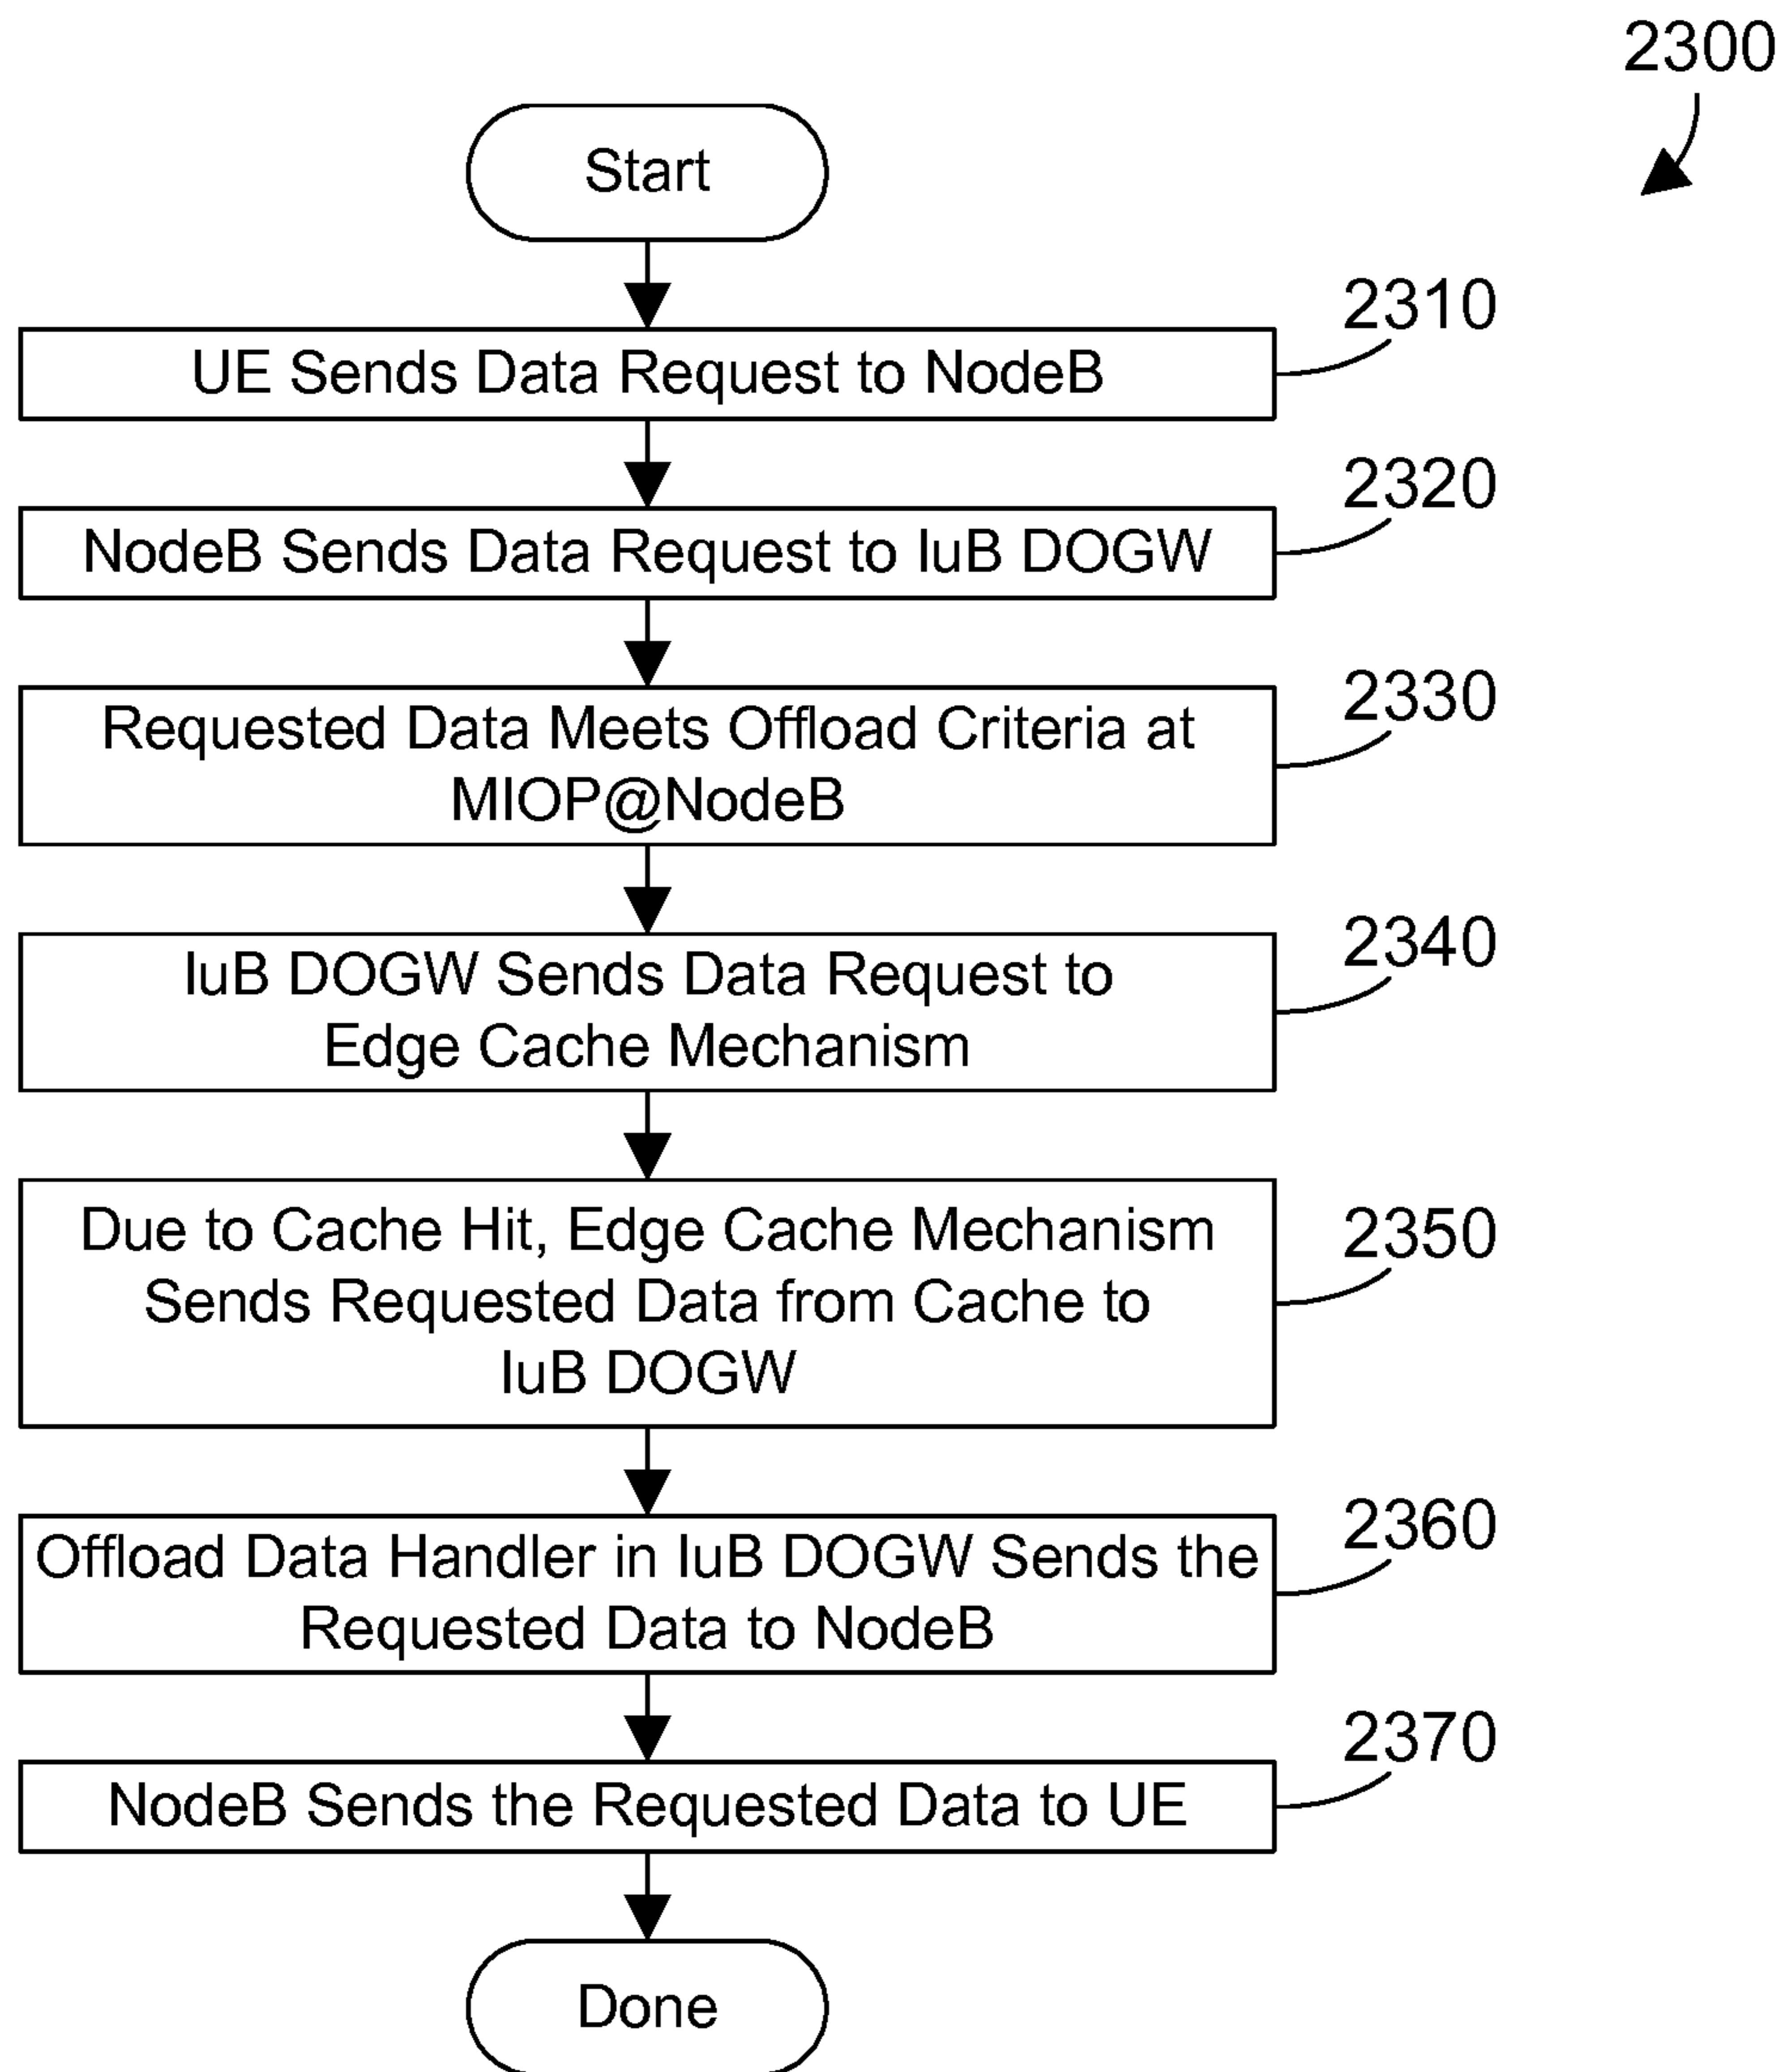 2300
Start
2310
UE Sends Data Request to NodeB
2320
NodeB Sends Data Request to IuB DOGW
2330
Requested Data Meets Offload Criteria at
MIOP@NodeB
2340
IuB DOGW Sends Data Request to
Edge Cache Mechanism
2350
Due to Cache Hit, Edge Cache Mechanism
Sends Requested Data from Cache to
IuB DOGW
2360
Offload Data Handler in IuB DOGW Sends the
Requested Data to NodeB
2370
NodeB Sends the Requested Data to UE
Done